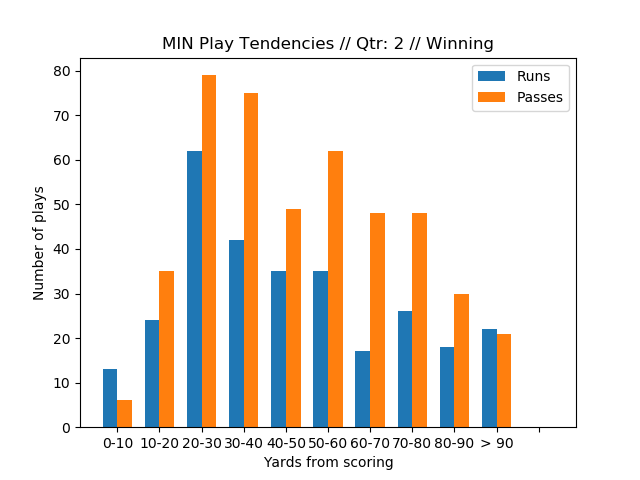 MIN Play Tendencies // Qtr: 2 // Winning
Runs
Passes
Number of plays
80
70
60
50
40
30
20
10
0
0-10 10-20 20-30 30-40 40-50 50-60 60-70 70-80 80-90 > 90
Yards from scoring